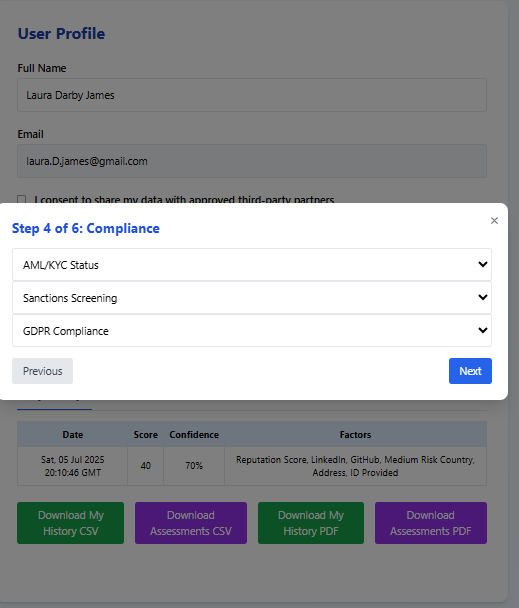 User Profile
Full Name
Laura Darby James
Email
laura.D.james@gmail.com
I consent to share my data with approved third-party partners
×
Step 4 of 6: Compliance
AML/KYC Status
Sanctions Screening
GDPR Compliance
Previous
Next
Date Score Confidence Factors
Sat, 05 Jul 2025
20:10:46 GMT
40 70%
Reputation Score, LinkedIn, GitHub, Medium Risk Country,
Address, ID Provided
Download My
History CSV
Download
Assessments CSV
Download My
History PDF
Download
Assessments PDF